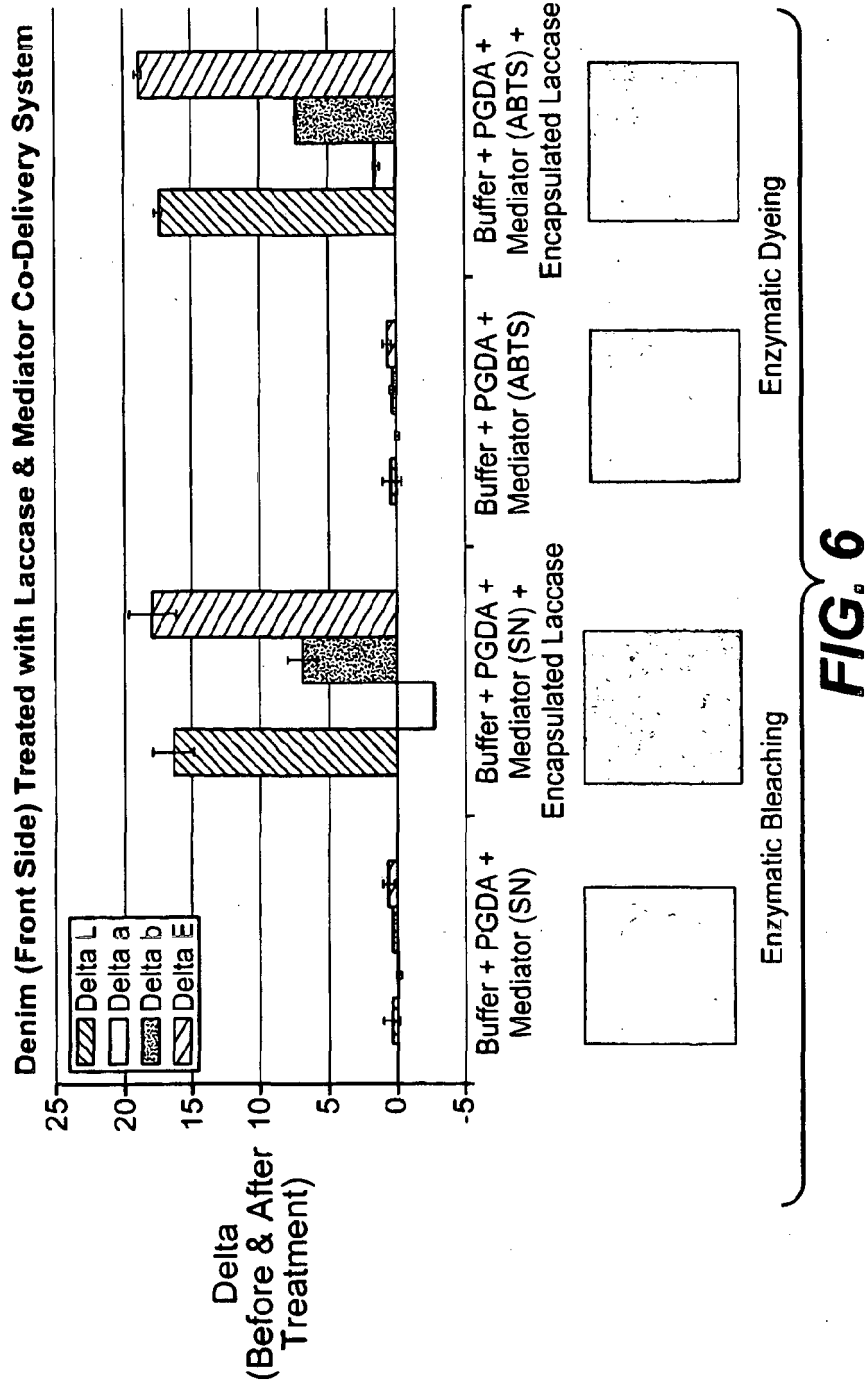 Denim (Front Side) Treated with Laccase & Mediator Co-Delivery System
Delta
(Before & After
Treatment)
25
20
15
10
5
0
-5
Delta L
Delta a
Delta b
Delta E
Buffer + PGDA +
Mediator (SN)
Buffer + PGDA +
Mediator (SN) +
Encapsulated Laccase
Buffer + PGDA +
Mediator (ABTS)
Buffer + PGDA +
Mediator (ABTS) +
Encapsulated Laccase
Enzymatic Bleaching
Enzymatic Dyeing
FIG. 6